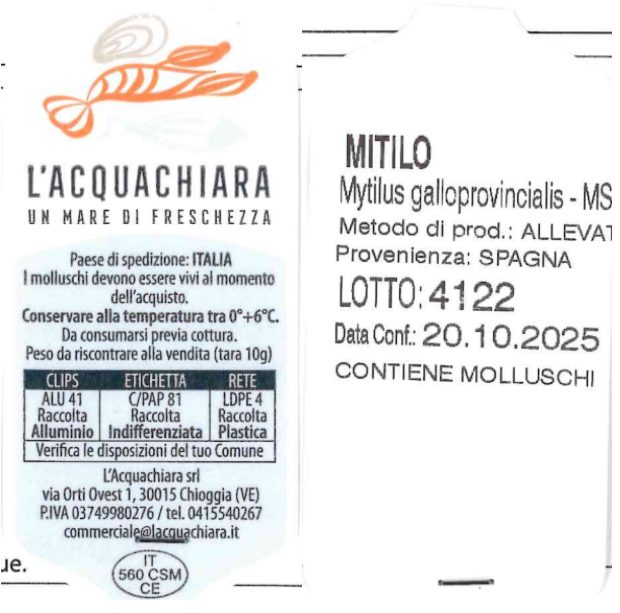 L'ACQUACHIARA
UN MARE DI FRESCHEZZA
Paese di spedizione: ITALIA
I molluschi devono essere vivi al momento
dell'acquisto.
Conservare alla temperatura tra 0°+6°C.
Da consumarsi previa cottura.
Peso da riscontrare alla vendita (tara 10g)
CLIPS ETICHETTA RETE
ALU 41 C/PAP 81 LDPE 4
Raccolta Raccolta Raccolta
Alluminio Indifferenziata Plastica
Verifica le disposizioni del tuo Comune
L'Acquachiara srl
via Orti Ovest 1, 30015 Chioggia (VE)
P.IVA 03749980276 / tel. 0415540267
commerciale@lacquachiara.it
IT
560 CSM
CE
ue.
MITILO
Mytilus galloprovincialis - MS
Metodo di prod.: ALLEVAT
Provenienza: SPAGNA
LOTTO: 4122
Data Conf.: 20.10.2025
CONTIENE MOLLUSCHI